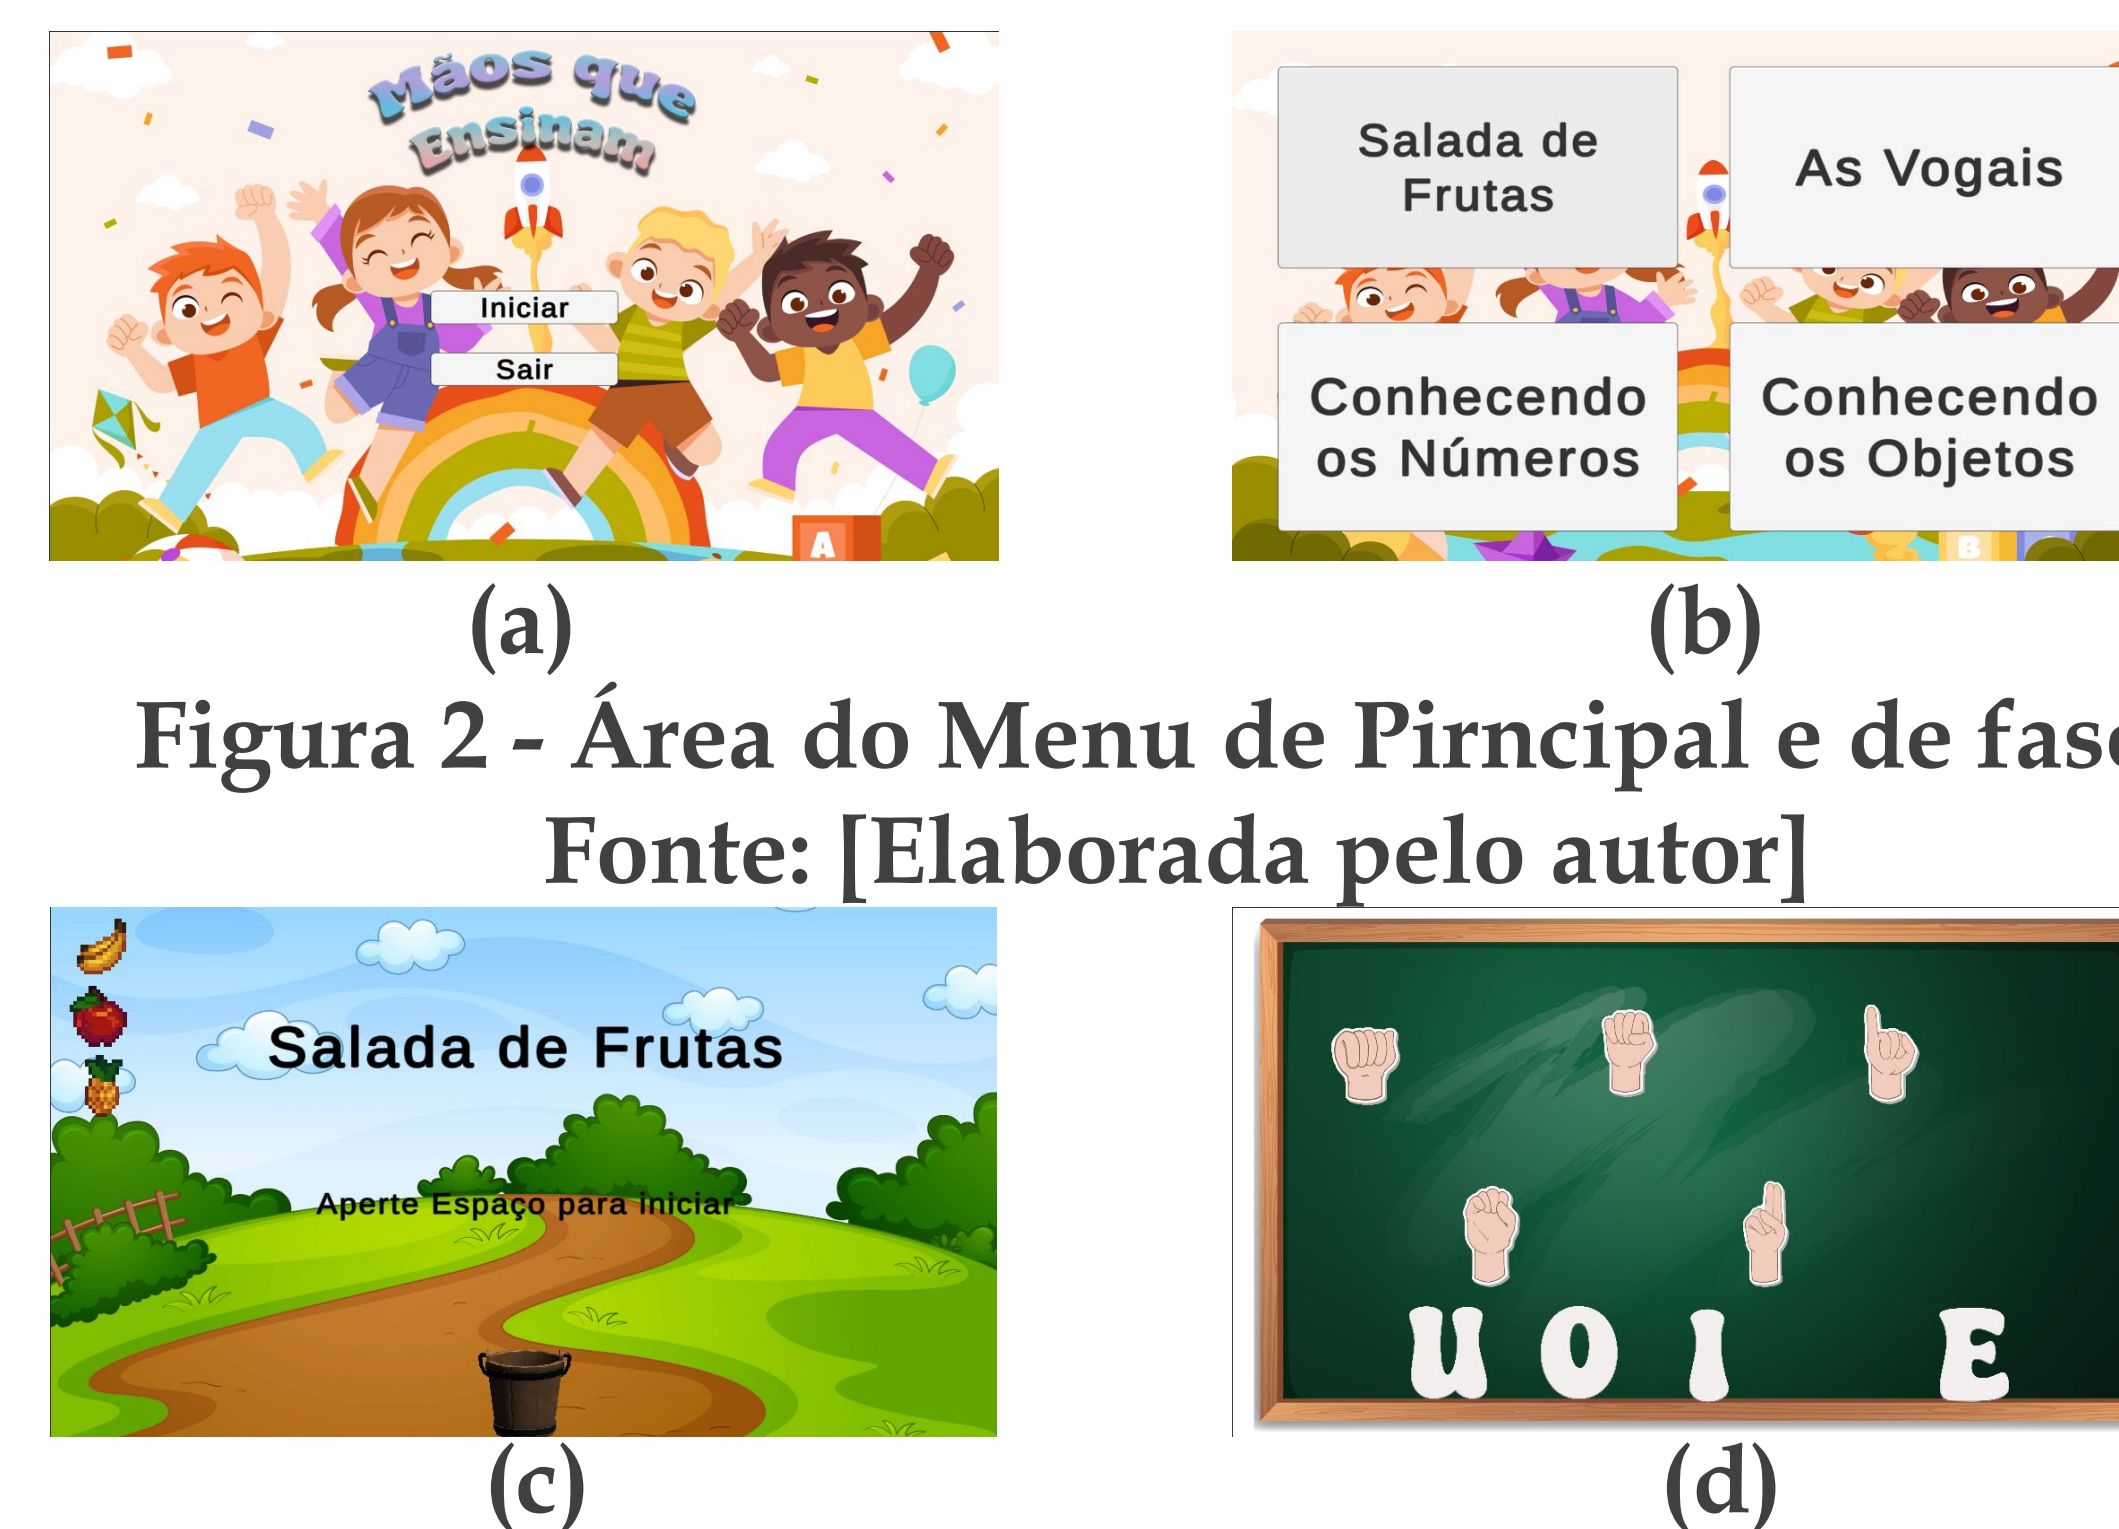 Mãos que
Ensinam
Iniciar
Sair
A
Salada de
Frutas
As Vogais
Conhecendo
os Números
Conhecendo
os Objetos
B
(a)
(b)
Figura 2 - Área do Menu de Pirncipal e de fase
Fonte: [Elaborada pelo autor]
Salada de Frutas
Aperte Espaço para iniciar
U O I E
(c)
(d)